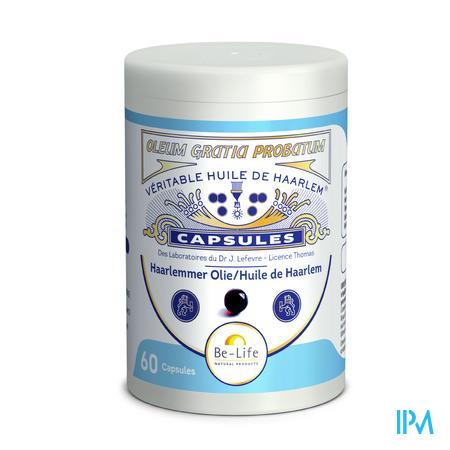 OLEUM GRATIA PROBATUM
VÉRITABLE HUILE DE HAARLEM®
CAPSULES
Des Laboratoires du Dr J. Lefevre - Licence Thomas
Haarlemmer Olie/Huile de Haarlem
Be-Life
NATURAL PRODUCTS
60 Capsules
IPM